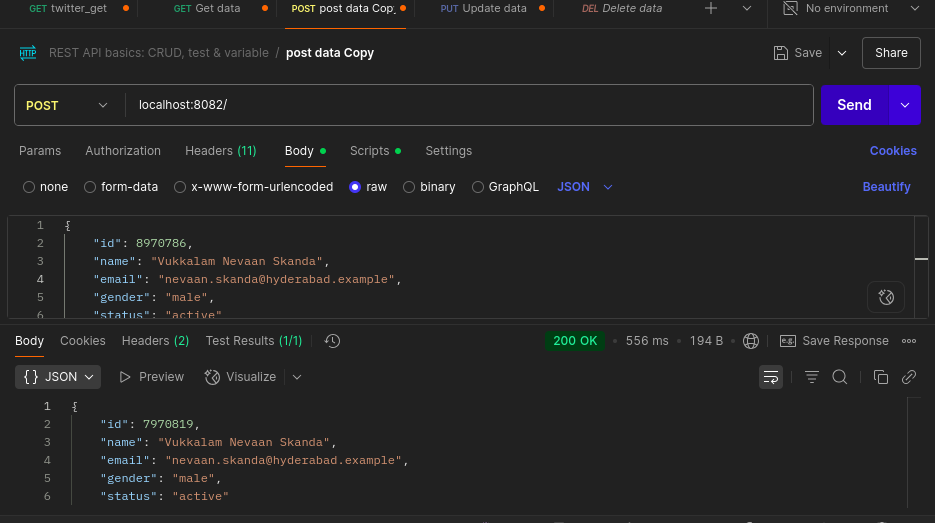 GET twitter_get GET Get data POST post data Cop PUT Update data DEL Delete data No environment
HTTP REST API basics: CRUD, test & variable / post data Copy Save Share
POST localhost:8082/ Send
Params Authorization Headers (11) Body Scripts Settings Cookies
none form-data x-www-form-urlencoded raw binary GraphQL JSON Beautify
1 {
2 "id": 8970786,
3 "name": "Vukkalam Nevaan Skanda",
4 "email": "nevaan.skanda@hyderabad.example",
5 "gender": "male",
6 "status": "active"
Body Cookies Headers (2) Test Results (1/1) 200 OK 556 ms 194 B e.g. Save Response
{} JSON Preview Visualize
1 {
2 "id": 7970819,
3 "name": "Vukkalam Nevaan Skanda",
4 "email": "nevaan.skanda@hyderabad.example",
5 "gender": "male",
6 "status": "active"